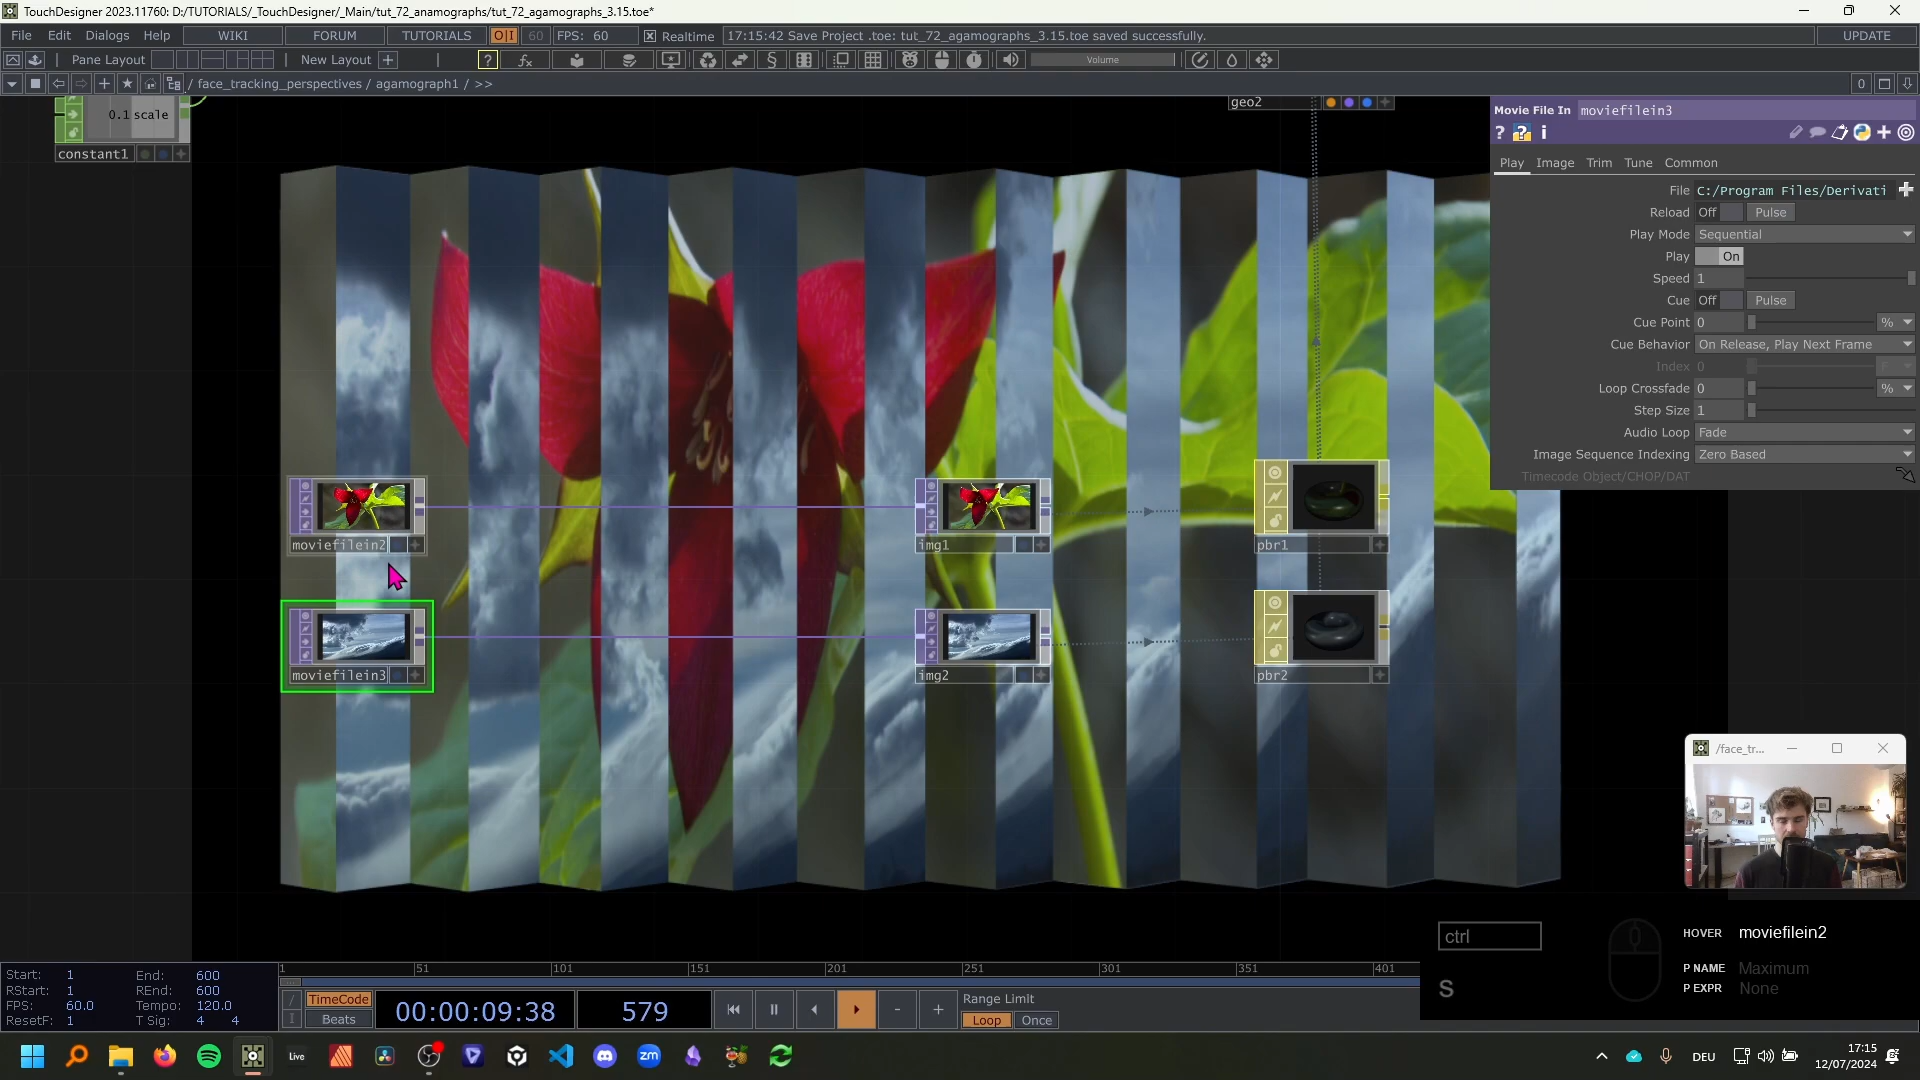 TouchDesigner 2023.11760: D:/TUTORIALS/_TouchDesigner/_Main/tut_72_anamographs/tut_72_agamographs_3.15.toe*
File Edit Dialogs Help WIKI FORUM TUTORIALS O|I 60 FPS: 60 Realtime 17:15:42 Save Project .toe: tut_72_agamographs_3.15.toe saved successfully. UPDATE
Pane Layout New Layout + ? fx § Volume
/ face_tracking_perspectives / agamograph1 / >> 0
0.1 scale
constant1
geo2
Movie File In moviefilein3
? ? i
Play Image Trim Tune Common
File C:/Program Files/Derivati
Reload Off Pulse
Play Mode Sequential
Play On
Speed 1
Cue Off Pulse
Cue Point 0 %
Cue Behavior On Release, Play Next Frame
Index 0 F
Loop Crossfade 0 %
Step Size 1
Audio Loop Fade
Image Sequence Indexing Zero Based
Timecode Object/CHOP/DAT
moviefilein2
img1
pbr1
moviefilein3
img2
pbr2
/face_tr...
ctrl
S
HOVER moviefilein2
P NAME Maximum
P EXPR None
1 51 101 151 201 251 301 351 401
Start: 1 End: 600
RStart: 1 REnd: 600
FPS: 60.0 Tempo: 120.0
ResetF: 1 T Sig: 4 4
/ TimeCode
I Beats
00:00:09:38 579 - +
Range Limit
Loop Once
Live zm DEU
17:15
12/07/2024